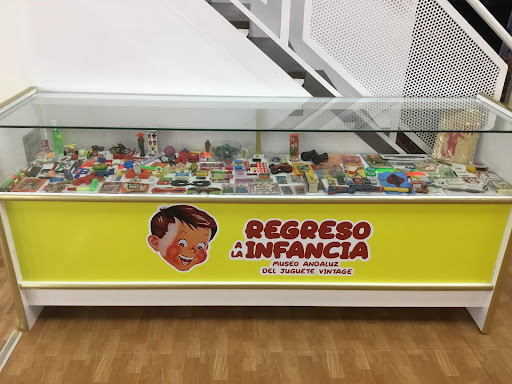 REGRESO
A LA INFANCIA
MUSEO ANDALUZ
DEL JUGUETE VINTAGE